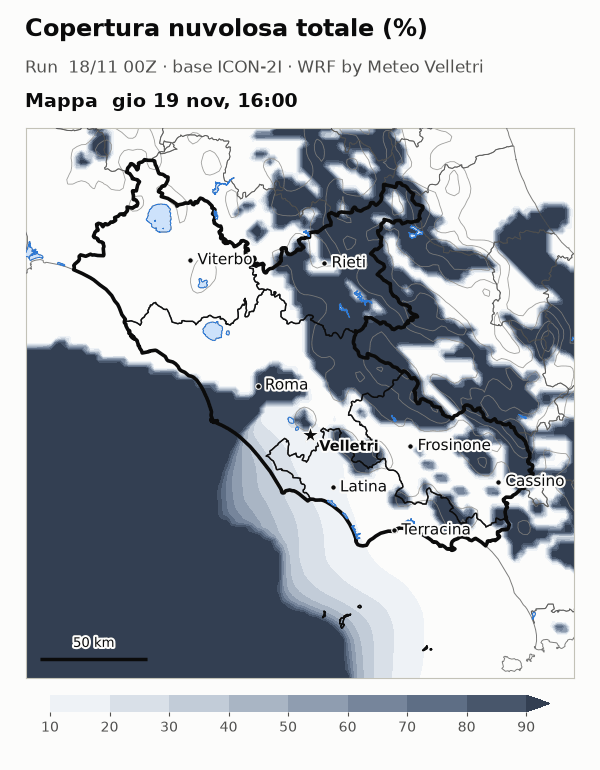 Copertura nuvolosa totale (%)
Run 18/11 00Z · base ICON-2I · WRF by Meteo Velletri
Mappa gio 19 nov, 16:00
Viterbo
Rieti
Roma
Velletri
Frosinone
Cassino
Latina
Terracina
50 km
10 20 30 40 50 60 70 80 90